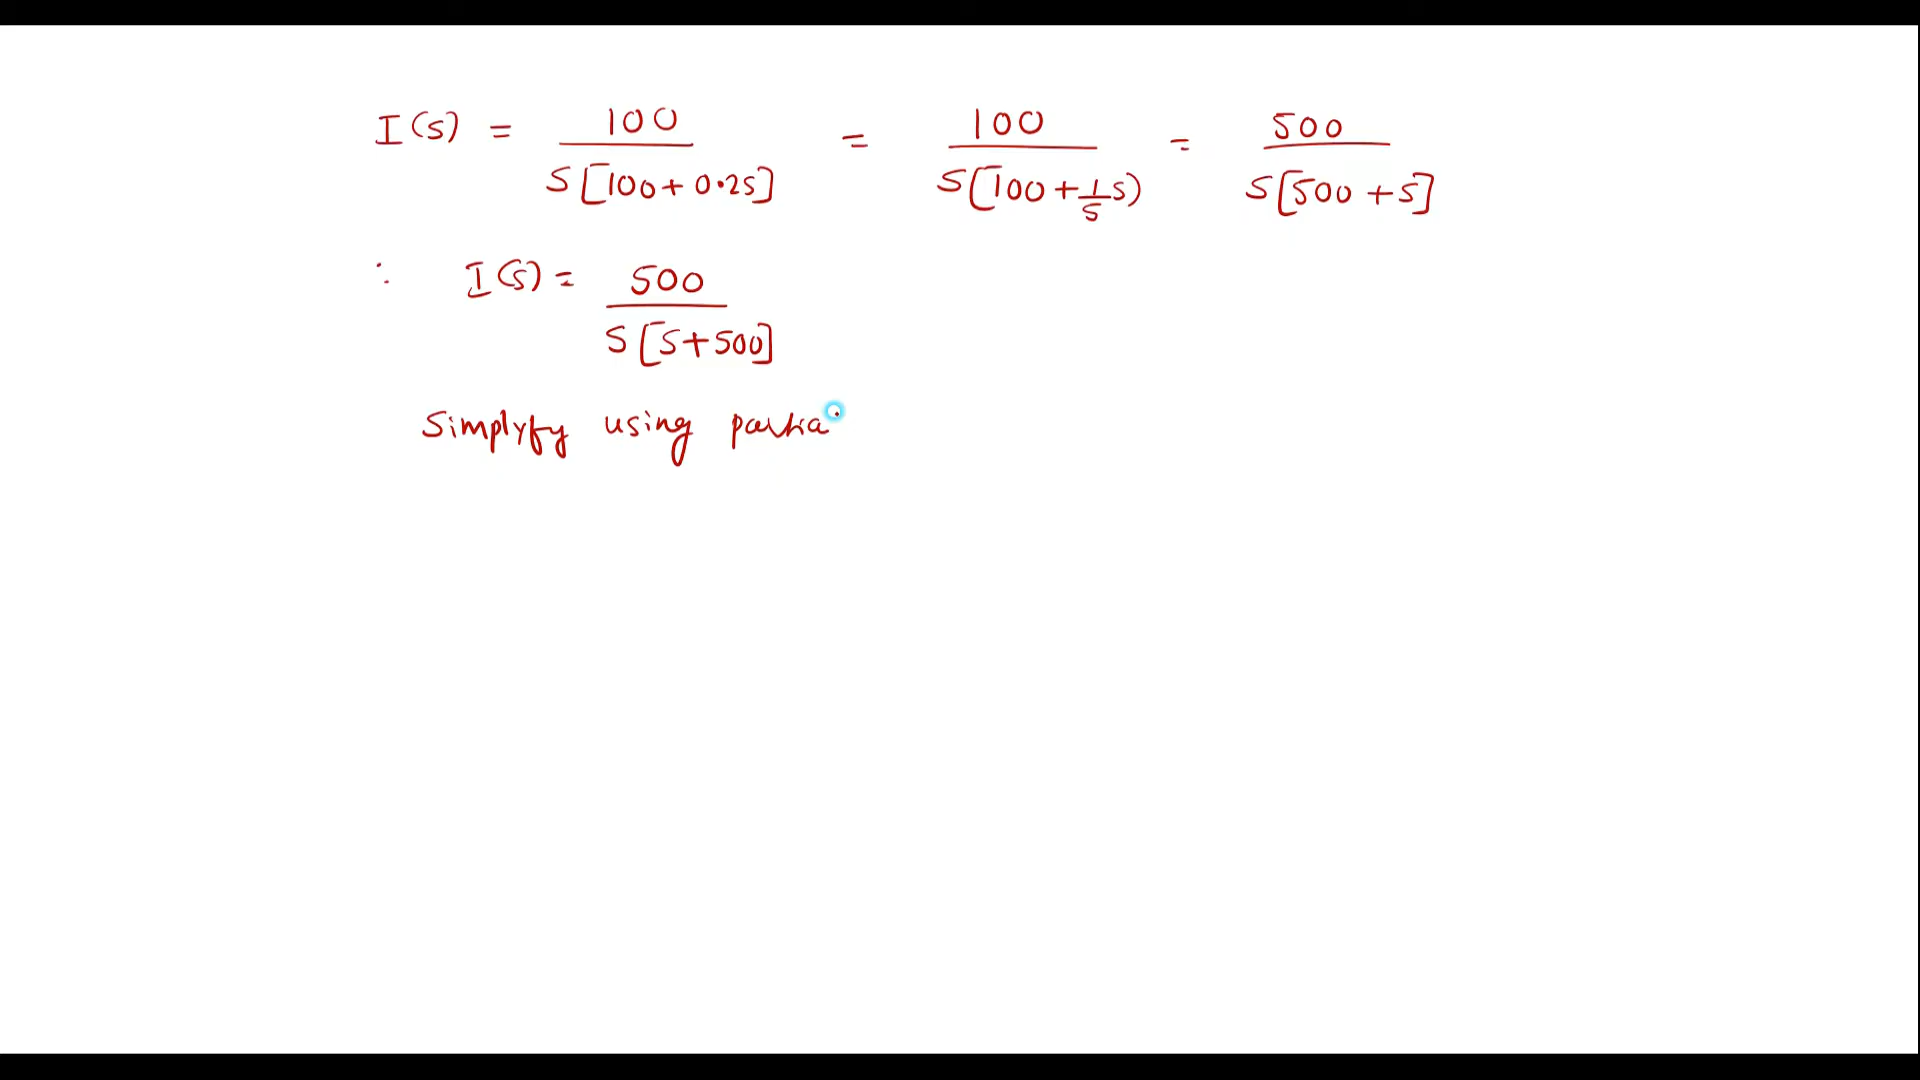 I(s) = 100 / s[100 + 0.2s] = 100 / s(100 + 1/5 s) = 500 / s[500 + s]
∴ I(s) = 500 / s[s+500]
Simplyfy using partia